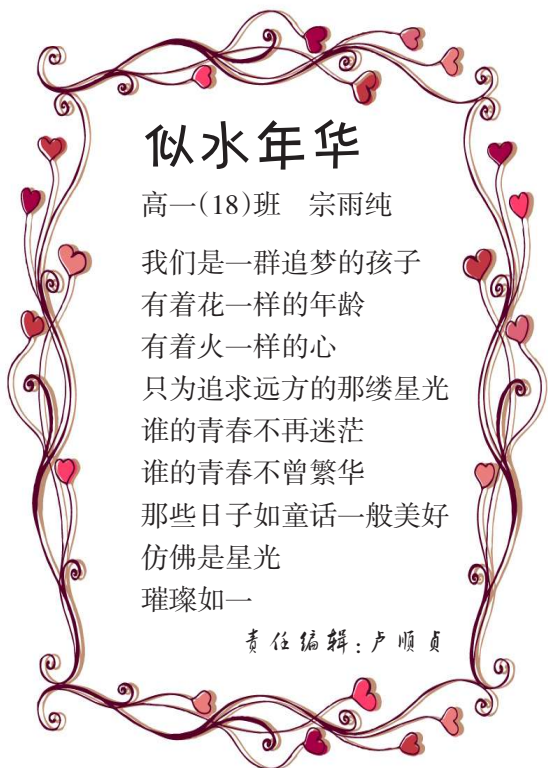 似水年华
高一(18)班　宗雨纯
我们是一群追梦的孩子
有着花一样的年龄
有着火一样的心
只为追求远方的那缕星光
谁的青春不再迷茫
谁的青春不曾繁华
那些日子如童话一般美好
仿佛是星光
璀璨如一
责任编辑:卢顺贞